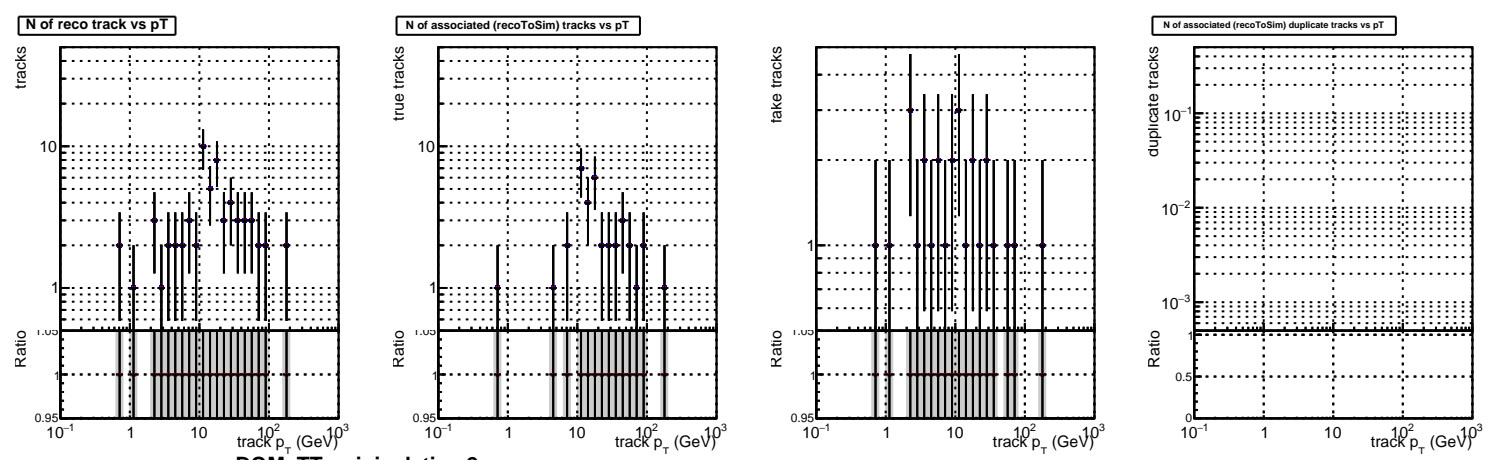 N of reco track vs pT
tracks
10
1
1.05
Ratio
1
0.95
10⁻¹ 1 10 10² 10³
track p_T (GeV)
N of associated (recoToSim) tracks vs pT
true tracks
10
1
1.05
Ratio
1
0.95
10⁻¹ 1 10 10² 10³
track p_T (GeV)
fake tracks
1
1.05
Ratio
1
0.95
10⁻¹ 1 10 10² 10³
track p_T (GeV)
N of associated (recoToSim) duplicate tracks vs pT
duplicate tracks
10⁻¹
10⁻²
10⁻³
Ratio
1
0.5
0
10⁻¹ 1 10 10² 10³
track p_T (GeV)